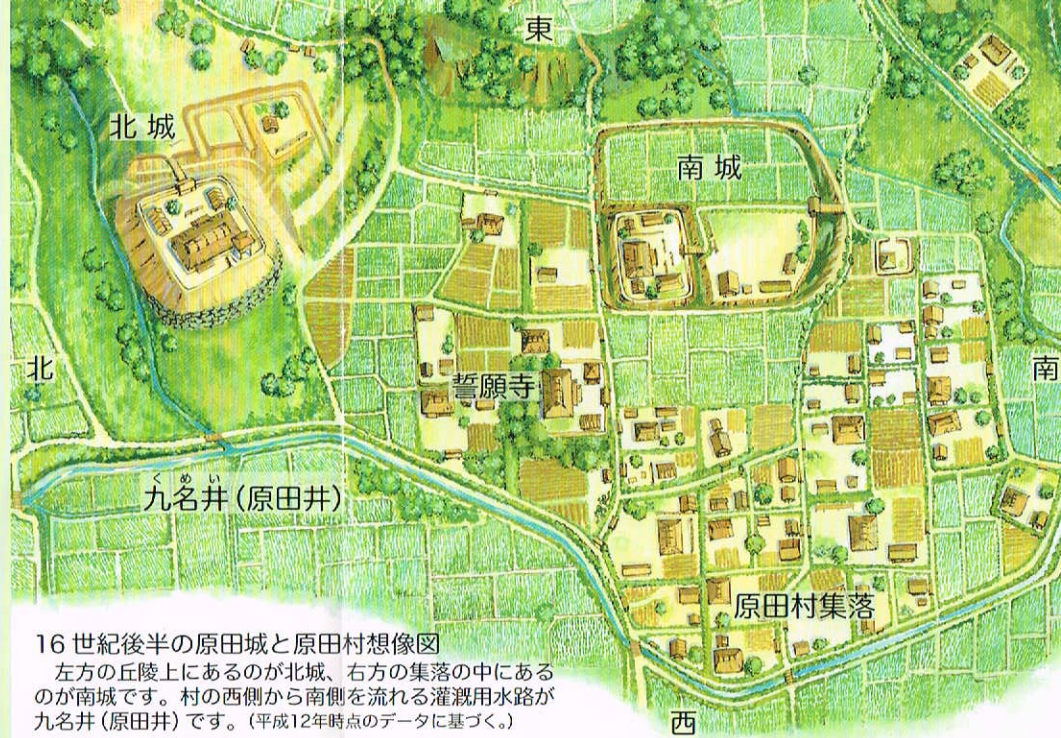 東
北城
南城
北
南
誓願寺
くめい
九名井(原田井)
原田村集落
16世紀後半の原田城と原田村想像図
左方の丘陵上にあるのが北城、右方の集落の中にある
のが南城です。村の西側から南側を流れる灌漑用水路が
九名井(原田井)です。(平成12年時点のデータに基づく。)
西